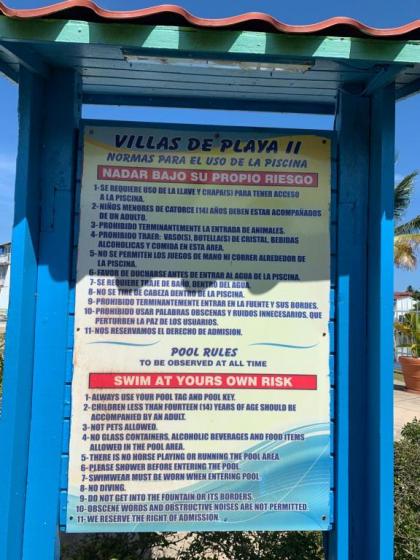 VILLAS DE PLAYA II
NORMAS PARA EL USO DE LA PISCINA
NADAR BAJO SU PROPIO RIESGO
1- SE REQUIERE USO DE LA LLAVE Y CHAPA(S) PARA TENER ACCESO
A LA PISCINA.
2- NIÑOS MENORES DE CATORCE (14) AÑOS DEBEN ESTAR ACOMPAÑADOS
DE UN ADULTO.
3- PROHIBIDO TERMINANTEMENTE LA ENTRADA DE ANIMALES.
4- PROHIBIDO TRAER: VASO(S), BOTELLA(S) DE CRISTAL, BEBIDAS
ALCOHOLICAS Y COMIDA EN ESTA AREA.
5- NO SE PERMITEN LOS JUEGOS DE MANO NI CORRER ALREDEDOR DE
LA PISCINA.
6- FAVOR DE DUCHARSE ANTES DE ENTRAR AL AGUA DE LA PISCINA.
7- SE REQUIERE TRAJE DE BAÑO, DENTRO DEL AGUA.
8- NO SE TIRE DE CABEZA DENTRO DE LA PISCINA.
9- PROHIBIDO TERMINANTEMENTE ENTRAR EN LA FUENTE Y SUS BORDES.
10- PROHIBIDO USAR PALABRAS OBSCENAS Y RUIDOS INNECESARIOS, QUE
PERTURBEN LA PAZ DE LOS USUARIOS.
11- NOS RESERVAMOS EL DERECHO DE ADMISION.
POOL RULES
TO BE OBSERVED AT ALL TIME
SWIM AT YOURS OWN RISK
1- ALWAYS USE YOUR POOL TAG AND POOL KEY.
2- CHILDREN LESS THAN FOURTEEN (14) YEARS OF AGE SHOULD BE
ACCOMPANIED BY AN ADULT.
3- NOT PETS ALLOWED.
4- NO GLASS CONTAINERS, ALCOHOLIC BEVERAGES AND FOOD ITEMS
ALLOWED IN THE POOL AREA.
5- THERE IS NO HORSE PLAYING OR RUNNING THE POOL AREA
6- PLEASE SHOWER BEFORE ENTERING THE POOL.
7- SWIMWEAR MUST BE WORN WHEN ENTERING POOL
8- NO DIVING.
9- DO NOT GET INTO THE FOUNTAIN OR ITS BORDERS.
10- OBSCENE WORDS AND OBSTRUCTIVE NOISES ARE NOT PERMITTED.
11- WE RESERVE THE RIGHT OF ADMISSION.